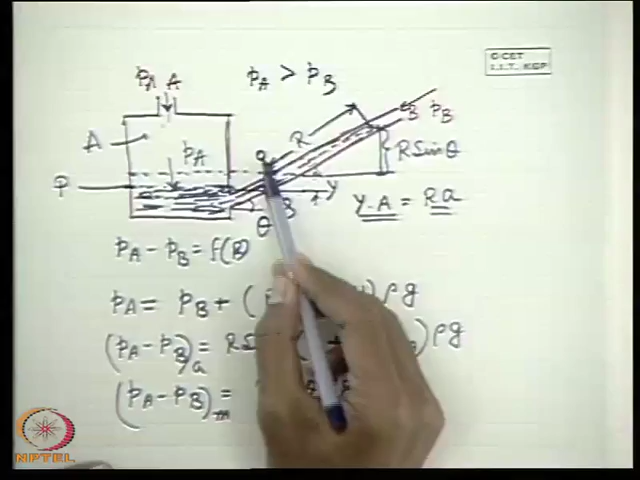 © CET
I.I.T. KGP
pA A
pA > pB
B pB
A
pA
R
R Sinθ
a
P
y
y·A = Ra
θ
pA - pB = f(R)
pA = pB + ( ) ρg
(pA - pB)a = R ) ρg
(pA - pB)m =
NPTEL